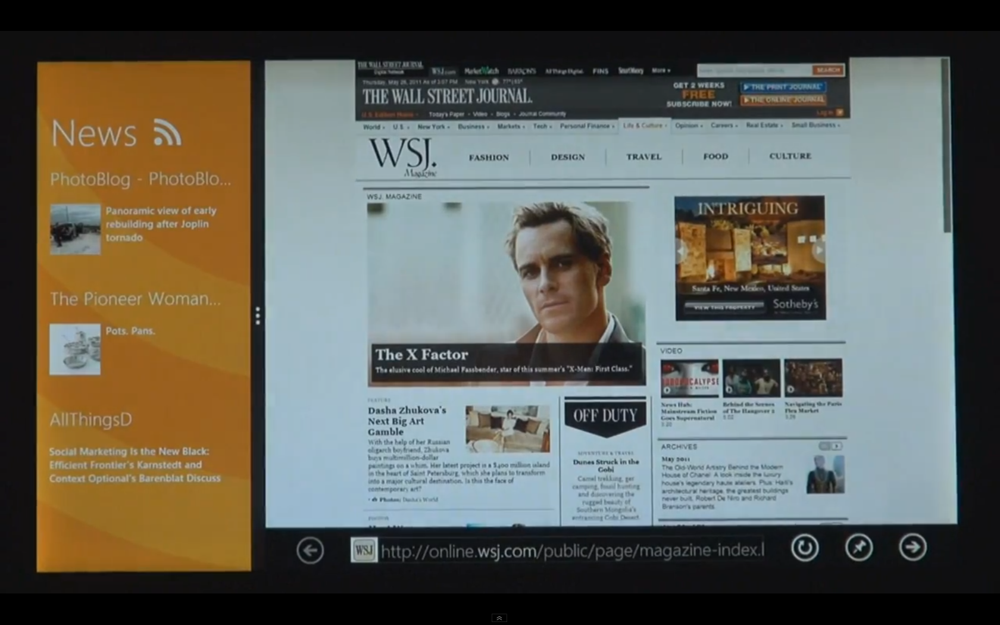 News
PhotoBlog - PhotoBlo...
Panoramic view of early
rebuilding after Joplin
tornado
The Pioneer Woman...
Pots. Pans.
AllThingsD
Social Marketing Is the New Black:
Efficient Frontier's Karnstedt and
Context Optional's Barenblat Discuss
THE WALL STREET JOURNAL
Digital Network
WSJ.com MarketWatch BARRON'S All Things Digital. FINS SmartMoney More
SEARCH
Thursday, May 26, 2011 As of 3:07 PM New York
THE WALL STREET JOURNAL.
GET 2 WEEKS
FREE
SUBSCRIBE NOW!
THE PRINT JOURNAL
THE ONLINE JOURNAL
U.S. Edition Home Today's Paper • Video • Blogs • Journal Community
Log In
World U.S. New York Business Markets Tech Personal Finance Life & Culture Opinion Careers Real Estate Small Business
WSJ.
Magazine
FASHION DESIGN TRAVEL FOOD CULTURE
WSJ. MAGAZINE
The X Factor
The elusive cool of Michael Fassbender, star of this summer's "X-Men: First Class."
INTRIGUING
Santa Fe, New Mexico, United States
VIEW THIS PROPERTY Sotheby's
FEATURE
Dasha Zhukova's
Next Big Art
Gamble
With the help of her Russian
oligarch boyfriend, Zhukova
buys multimillion-dollar
paintings on a whim. Her latest project is a $400 million island
in the heart of Saint Petersburg, which she plans to transform
into a major cultural destination. Is this the face of
contemporary art?
Photos: Dasha's World
OFF DUTY
ADVENTURE & TRAVEL
Dunes Struck in the
Gobi
Camel trekking, ger
camping, fossil hunting
and discovering the
rugged beauty of
Southern Mongolia's
entrancing Gobi Desert.
VIDEO
News Hub:
Mainstream Fiction
Goes Supernatural
Behind the Scenes
of The Hangover 2
Navigating the Paris
Flea Market
ARCHIVES
May 2011
The Old-World Artistry Behind the Modern
House of Chanel: A look inside the luxury
house's legendary haute ateliers. Plus: Haiti's
architectural heritage, the greatest buildings
never built, Robert De Niro and Richard
Branson's parents.
WSJ http://online.wsj.com/public/page/magazine-index.l